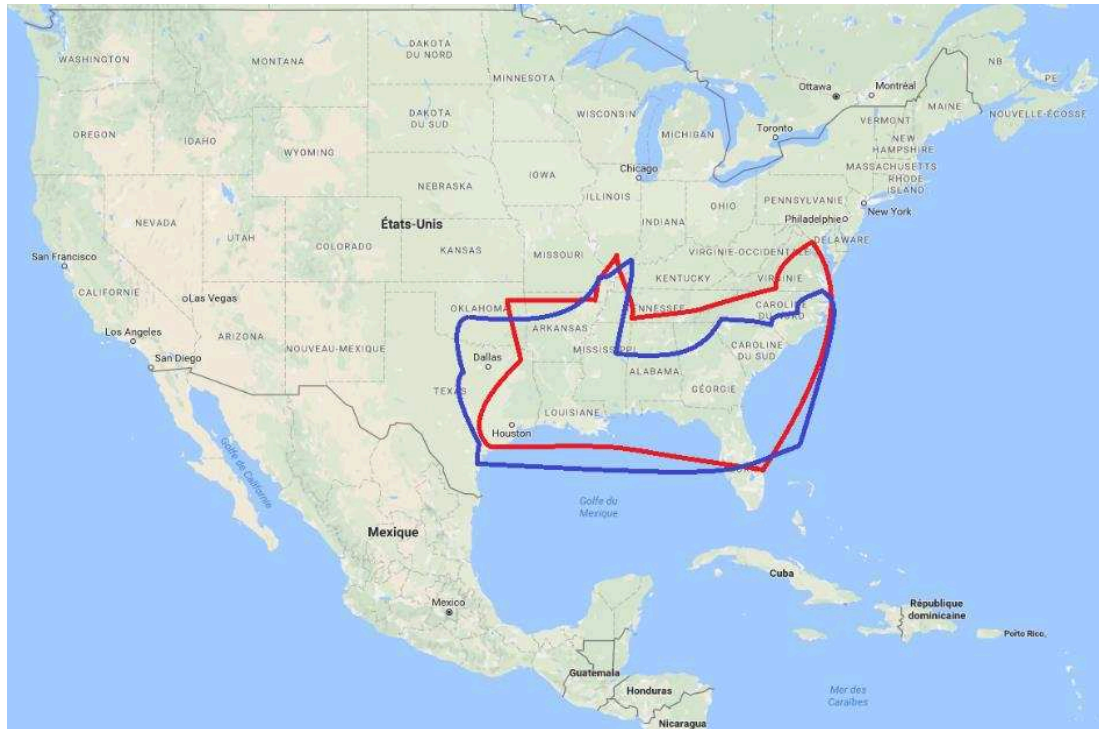 WASHINGTON
MONTANA
DAKOTA
DU NORD
MINNESOTA
Ottawa
Montréal
NB
PE
MAINE
NOUVELLE-ÉCOSSE
OREGON
IDAHO
WYOMING
DAKOTA
DU SUD
WISCONSIN
MICHIGAN
Toronto
VERMONT
NEW
HAMPSHIRE
MASSACHUSETTS
RHODE
ISLAND
Chicago
IOWA
NEBRASKA
ILLINOIS
INDIANA
OHIO
PENNSYLVANIE
New York
Philadelphie
NEVADA
UTAH
COLORADO
États-Unis
KANSAS
MISSOURI
VIRGINIE-OCCIDENTALE
DELAWARE
San Francisco
KENTUCKY
VIRGINIE
CALIFORNIE
Las Vegas
OKLAHOMA
TENNESSEE
CAROLINE
DU NORD
Los Angeles
ARIZONA
NOUVEAU-MEXIQUE
ARKANSAS
MISSISSIPPI
CAROLINE
DU SUD
San Diego
Dallas
ALABAMA
GÉORGIE
TEXAS
LOUISIANE
Houston
Golfe de Californie
Golfe du
Mexique
Mexique
Cuba
Mexico
République
dominicaine
Porto Rico,
Guatemala
Honduras
Mer des
Caraïbes
Nicaragua